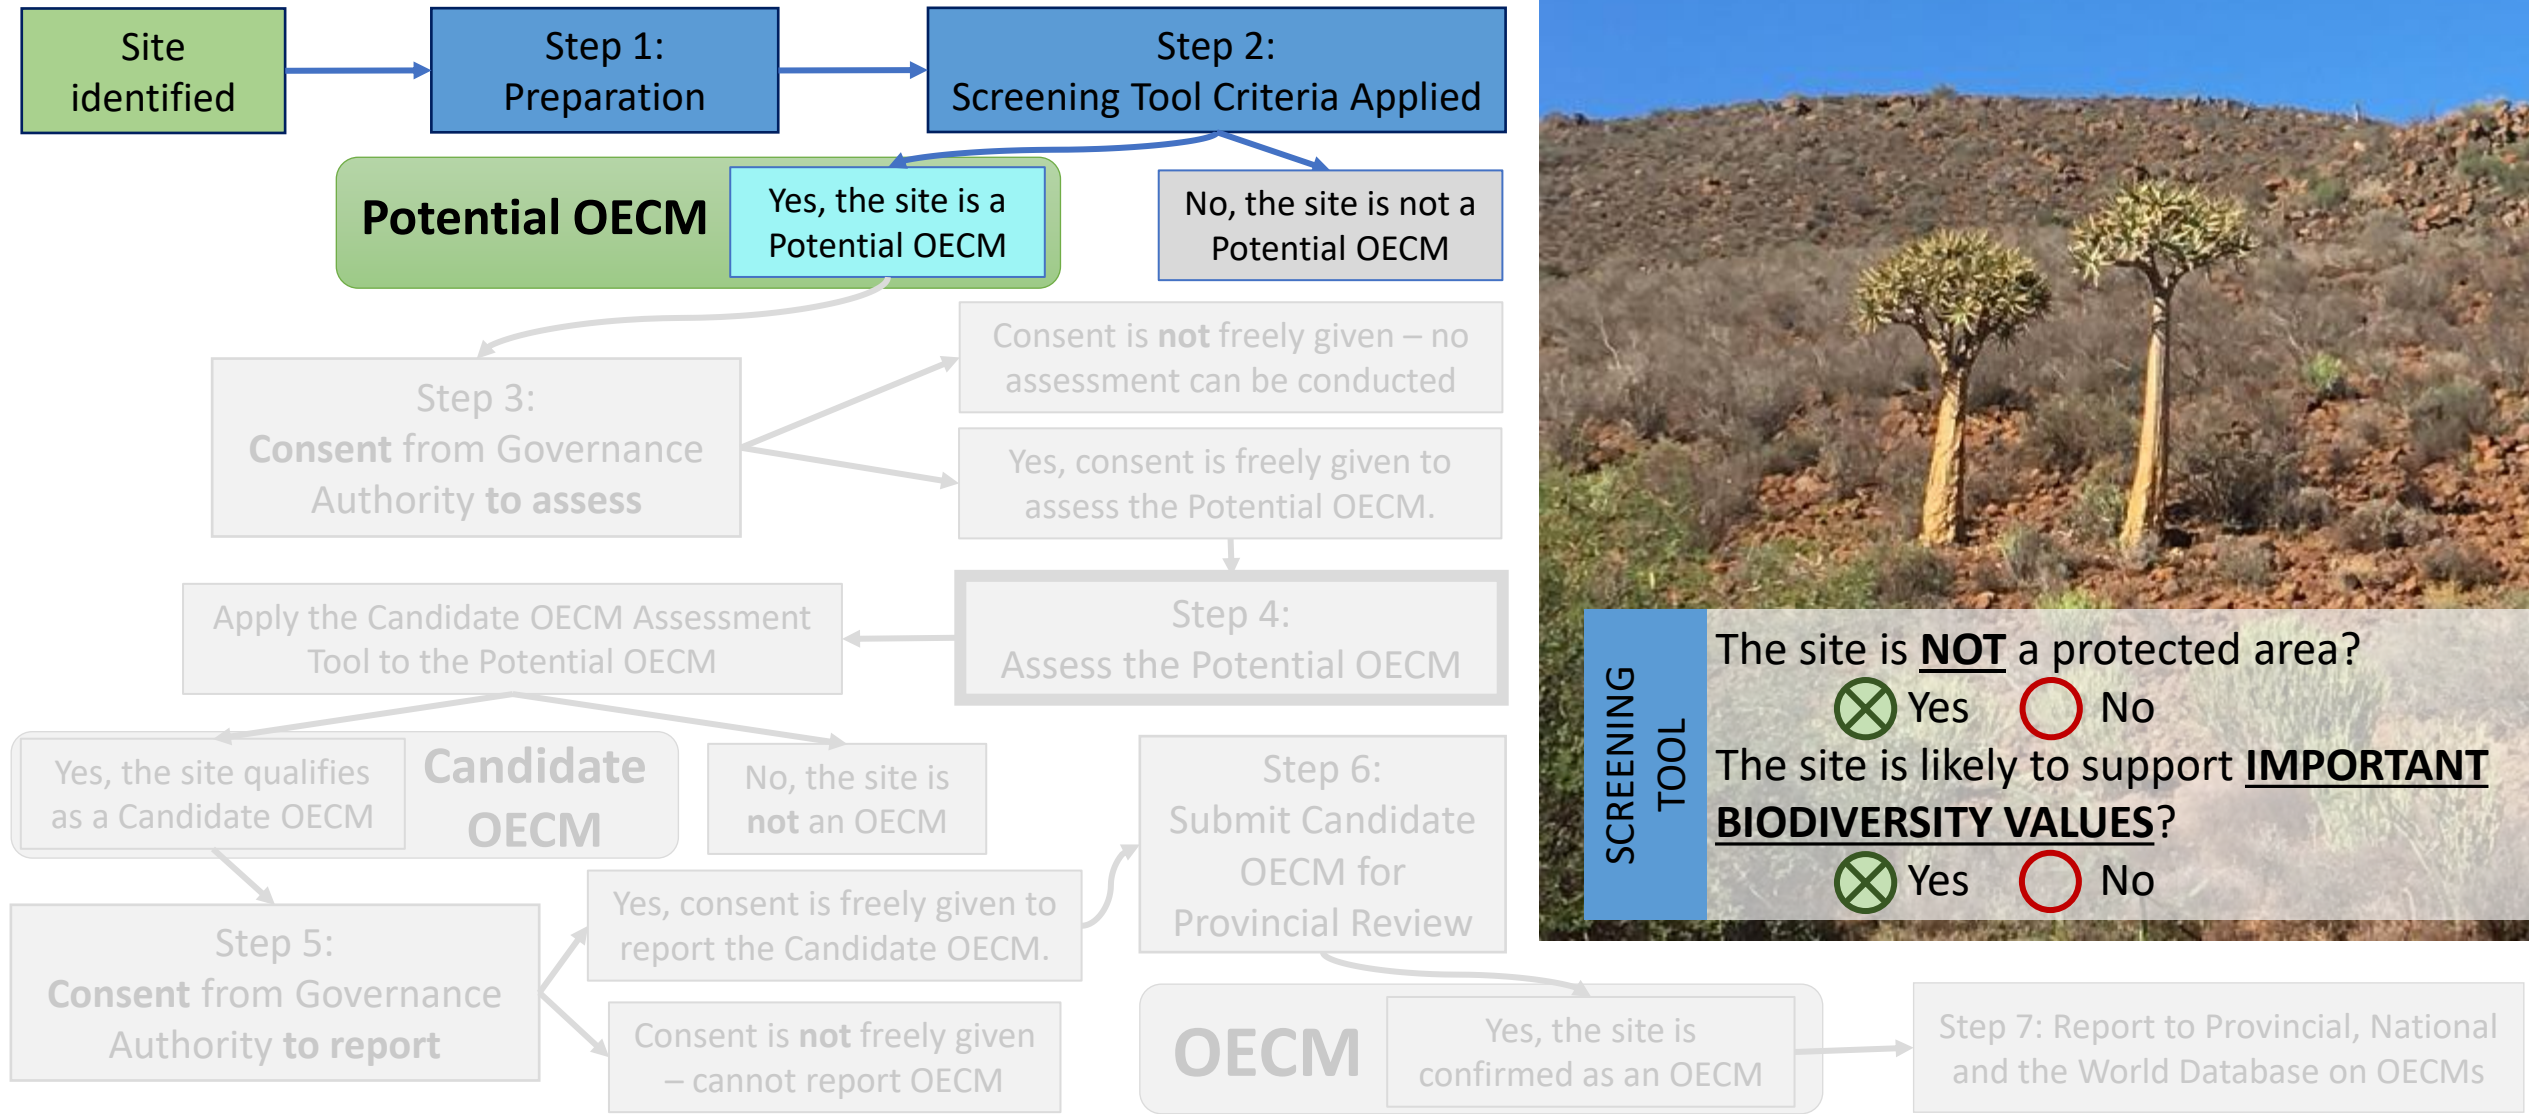 Site
identified
Step 1:
Preparation
Step 2:
Screening Tool Criteria Applied
Potential OECM
Yes, the site is a
Potential OECM
No, the site is not a
Potential OECM
Step 3:
Consent from Governance
Authority to assess
Consent is not freely given – no
assessment can be conducted
Yes, consent is freely given to
assess the Potential OECM.
Step 4:
Assess the Potential OECM
Apply the Candidate OECM Assessment
Tool to the Potential OECM
Yes, the site qualifies
as a Candidate OECM
Candidate
OECM
No, the site is
not an OECM
Step 5:
Consent from Governance
Authority to report
Yes, consent is freely given to
report the Candidate OECM.
Consent is not freely given
– cannot report OECM
Step 6:
Submit Candidate
OECM for
Provincial Review
OECM
Yes, the site is
confirmed as an OECM
Step 7: Report to Provincial, National
and the World Database on OECMs
SCREENING
TOOL
The site is NOT a protected area?
Yes No
The site is likely to support IMPORTANT
BIODIVERSITY VALUES?
Yes No